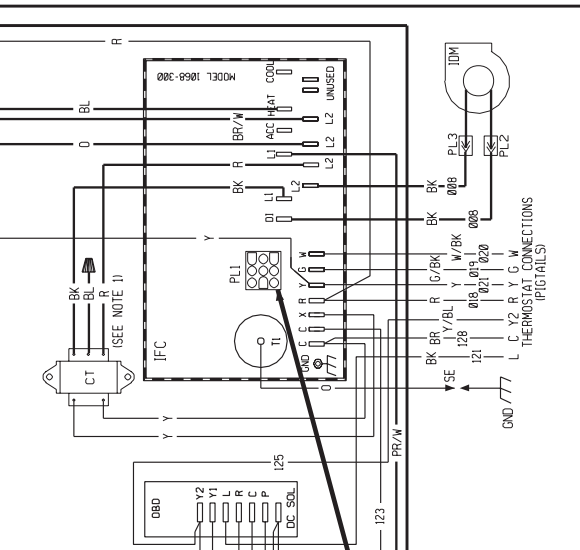 R
MODEL 1068-300
COOL
UNUSED
IDM
HEAT
BL
BR/W
ACC
L2
O
L2
L1
PL3
PL2
R
L2
BK
L1
L2
BK
008
DI
BK
008
Y
W/BK
020
W
W
PL1
G
G/BK
019
G
Y
Y
021
Y
R
R
018
R
X
Y/BL
Y2
C
BR
128
C
C
BK
121
L
THERMOSTAT CONNECTIONS
(PIGTAILS)
BK
BL
R
(SEE NOTE 1)
IFC
T1
GND
CT
O
SE
GND
Y
Y
PR/W
125
123
DBD
Y2
Y1
L
R
C
P
DC SOL